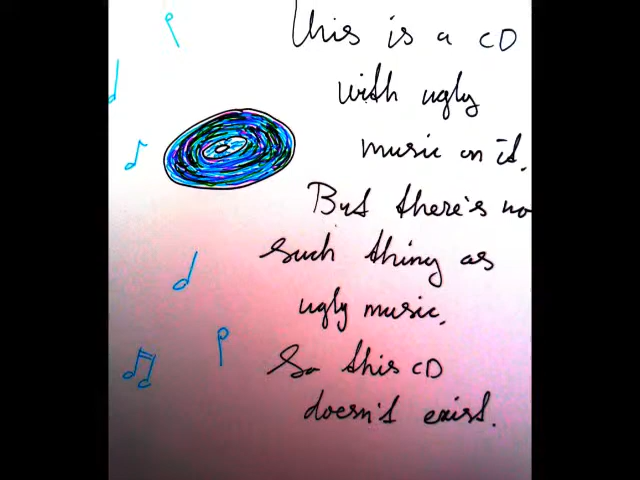 This is a CD
with ugly
music on it.
But there's no
such thing as
ugly music.
So this CD
doesn't exist.